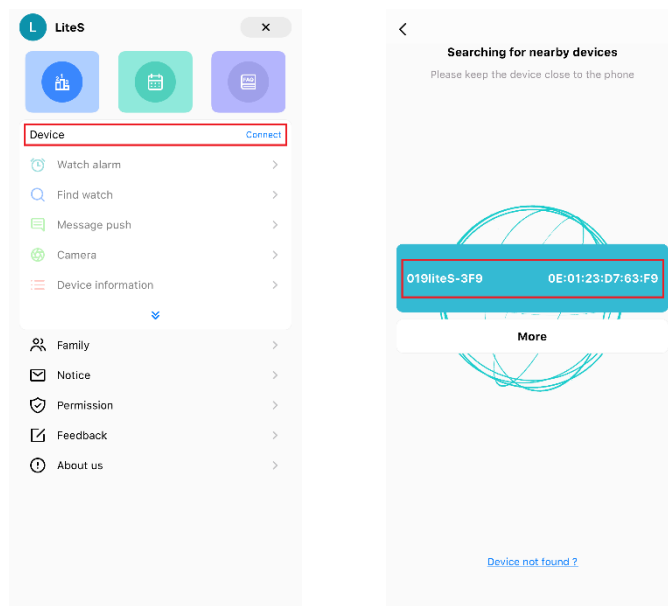 L LiteS ×
Device Connect
Watch alarm
Find watch
Message push
Camera
Device information
Family
Notice
Permission
Feedback
About us
Searching for nearby devices
Please keep the device close to the phone
019liteS-3F9 0E:01:23:D7:63:F9
More
Device not found ?